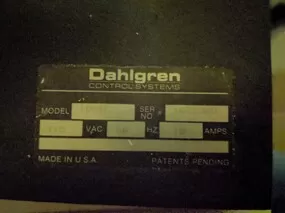 Dahlgren
CONTROL SYSTEMS
MODEL SER NO
VAC HZ AMPS
MADE IN U.S.A. PATENTS PENDING